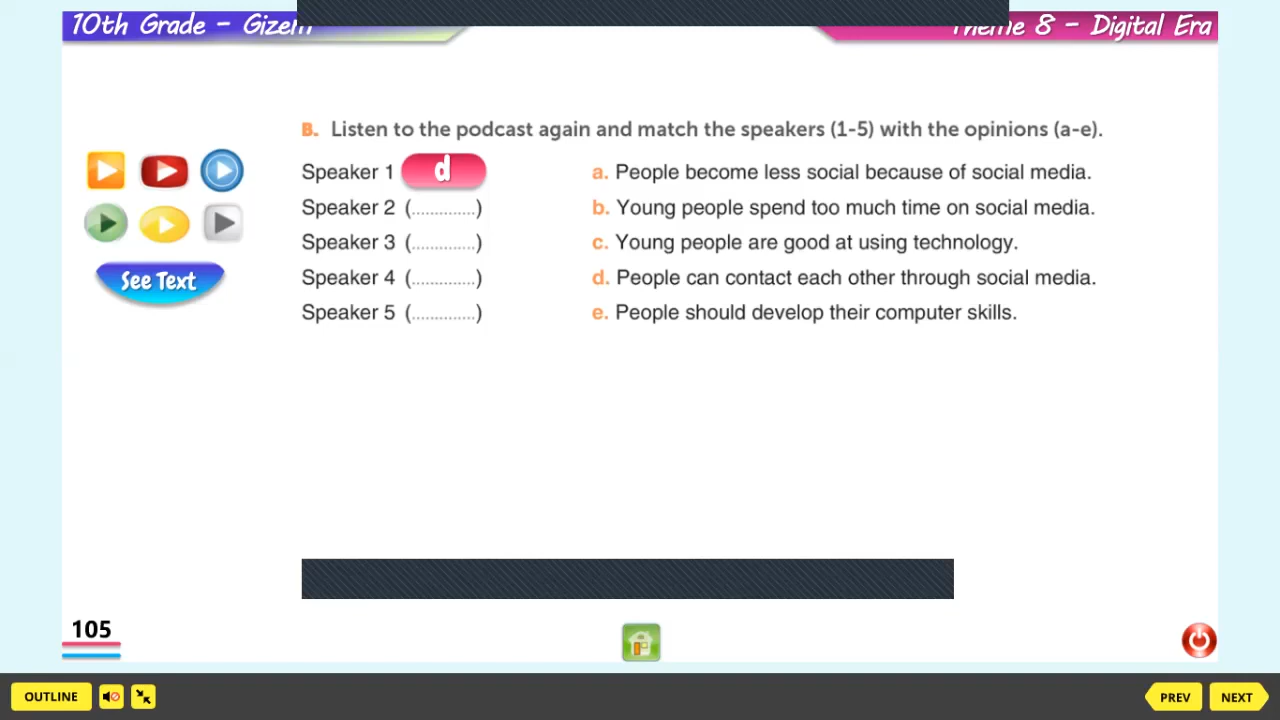 10th Grade - Gizem
Theme 8 - Digital Era
B. Listen to the podcast again and match the speakers (1-5) with the opinions (a-e).
Speaker 1 d
a. People become less social because of social media.
Speaker 2 (.............)
b. Young people spend too much time on social media.
Speaker 3 (.............)
c. Young people are good at using technology.
Speaker 4 (.............)
d. People can contact each other through social media.
Speaker 5 (.............)
e. People should develop their computer skills.
See Text
105
OUTLINE
PREV
NEXT